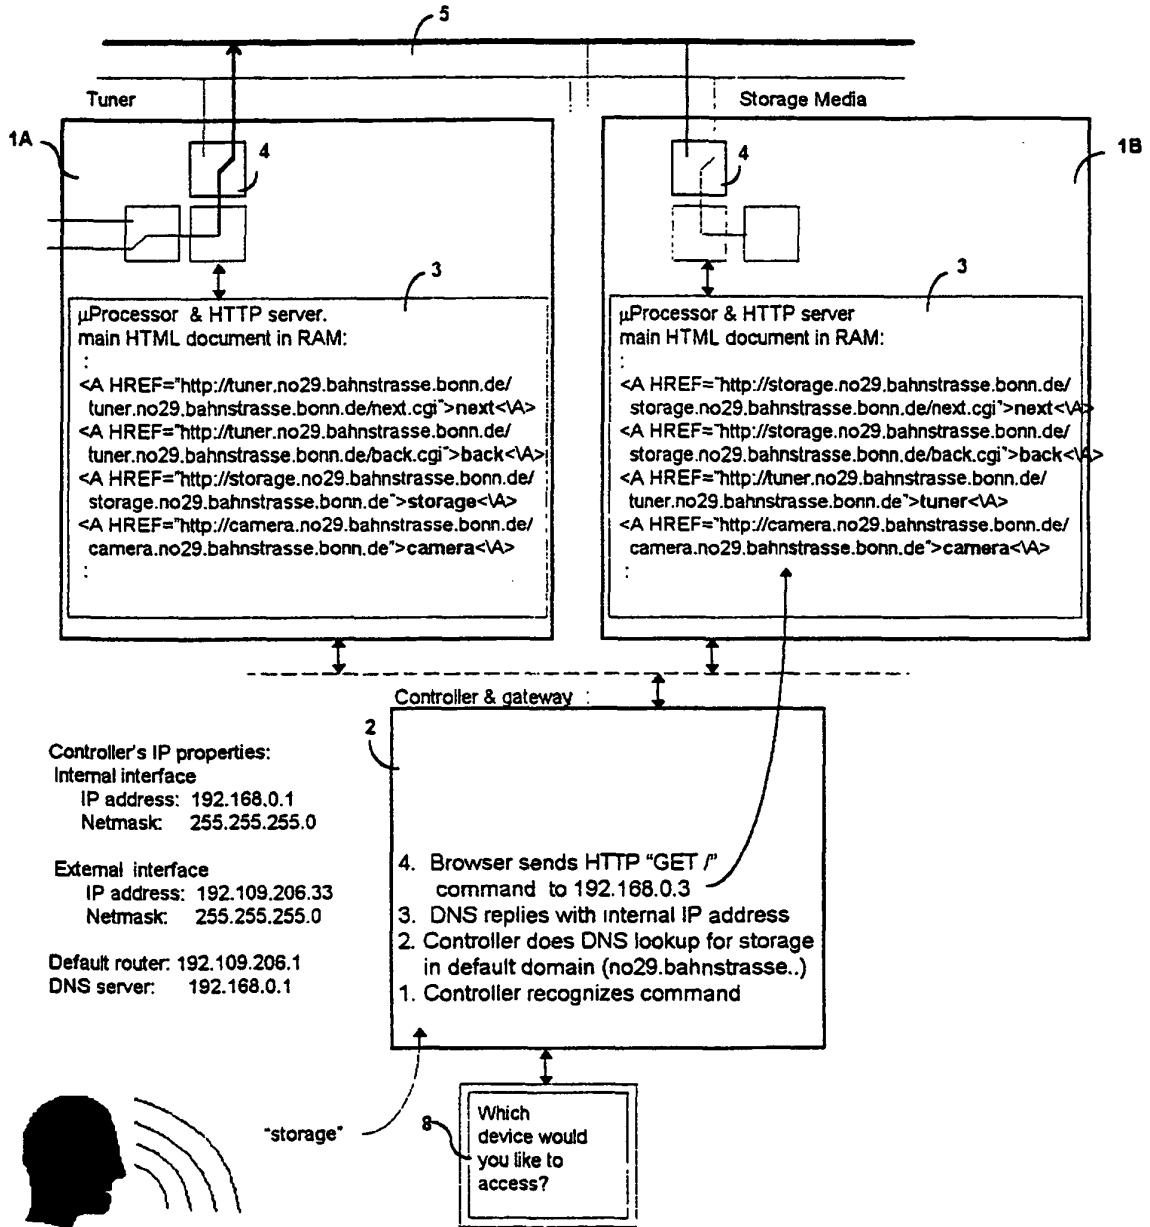 5
Tuner
Storage Media
1A
4
4
1B
3
3
µProcessor & HTTP server.
main HTML document in RAM:
:
<A HREF="http://tuner.no29.bahnstrasse.bonn.de/
tuner.no29.bahnstrasse.bonn.de/next.cgi">next<\A>
<A HREF="http://tuner.no29.bahnstrasse.bonn.de/
tuner.no29.bahnstrasse.bonn.de/back.cgi">back<\A>
<A HREF="http://storage.no29.bahnstrasse.bonn.de/
storage.no29.bahnstrasse.bonn.de">storage<\A>
<A HREF="http://camera.no29.bahnstrasse.bonn.de/
camera.no29.bahnstrasse.bonn.de">camera<\A>
:
µProcessor & HTTP server
main HTML document in RAM:
:
<A HREF="http://storage.no29.bahnstrasse.bonn.de/
storage.no29.bahnstrasse.bonn.de/next.cgi">next<\A>
<A HREF="http://storage.no29.bahnstrasse.bonn.de/
storage.no29.bahnstrasse.bonn.de/back.cgi">back<\A>
<A HREF="http://tuner.no29.bahnstrasse.bonn.de/
tuner.no29.bahnstrasse.bonn.de">tuner<\A>
<A HREF="http://camera.no29.bahnstrasse.bonn.de/
camera.no29.bahnstrasse.bonn.de">camera<\A>
:
Controller & gateway :
2
Controller's IP properties:
Internal interface
IP address: 192.168.0.1
Netmask: 255.255.255.0
External interface
IP address: 192.109.206.33
Netmask: 255.255.255.0
Default router: 192.109.206.1
DNS server: 192.168.0.1
4. Browser sends HTTP "GET /"
command to 192.168.0.3
3. DNS replies with internal IP address
2. Controller does DNS lookup for storage
in default domain (no29.bahnstrasse..)
1. Controller recognizes command
"storage"
8
Which
device would
you like to
access?